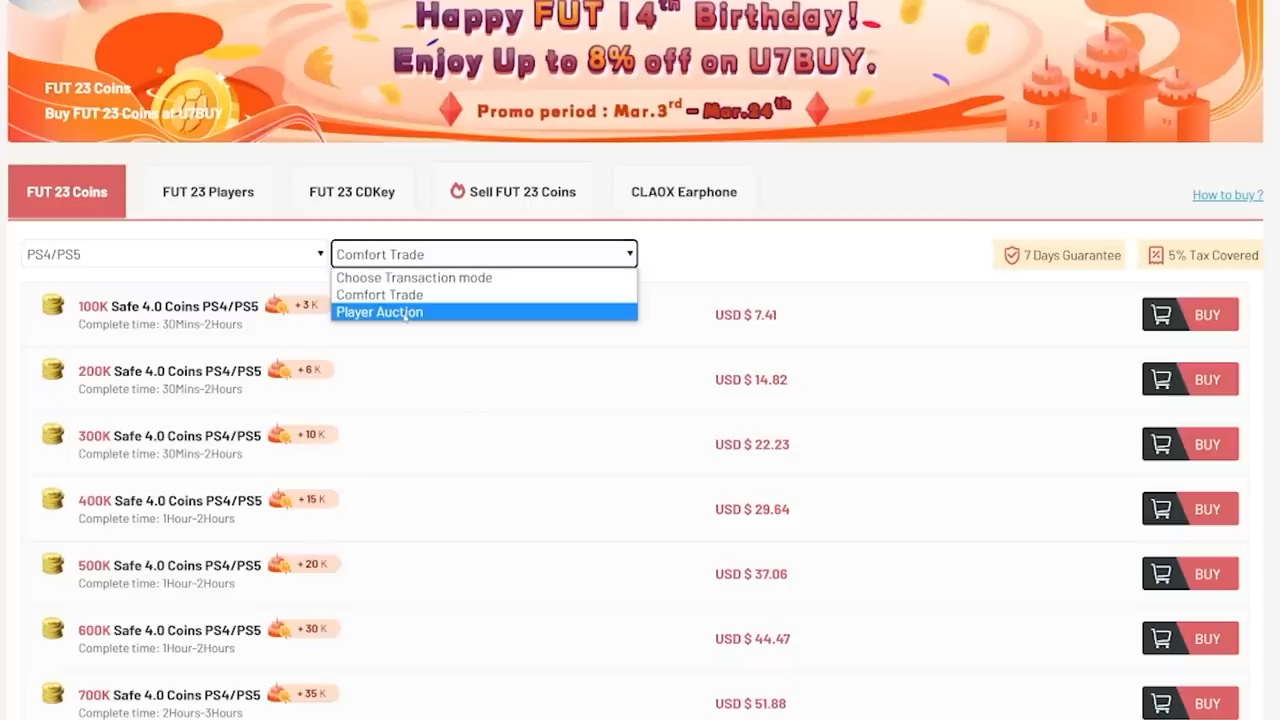 Happy FUT 14th Birthday!
Enjoy Up to 8% off on U7BUY.
FUT 23 Coins
Buy FUT 23 Coins at U7BUY
Promo period : Mar.3rd – Mar.24th
FUT 23 Coins
FUT 23 Players
FUT 23 CDKey
Sell FUT 23 Coins
CLAOX Earphone
How to buy ?
PS4/PS5
Comfort Trade
7 Days Guarantee
5% Tax Covered
Choose Transaction mode
Comfort Trade
Player Auction
100K Safe 4.0 Coins PS4/PS5 +3 K
Complete time: 30Mins-2Hours
USD $ 7.41
BUY
200K Safe 4.0 Coins PS4/PS5 +6 K
Complete time: 30Mins-2Hours
USD $ 14.82
BUY
300K Safe 4.0 Coins PS4/PS5 +10 K
Complete time: 30Mins-2Hours
USD $ 22.23
BUY
400K Safe 4.0 Coins PS4/PS5 +15 K
Complete time: 1Hour-2Hours
USD $ 29.64
BUY
500K Safe 4.0 Coins PS4/PS5 +20 K
Complete time: 1Hour-2Hours
USD $ 37.06
BUY
600K Safe 4.0 Coins PS4/PS5 +30 K
Complete time: 1Hour-2Hours
USD $ 44.47
BUY
700K Safe 4.0 Coins PS4/PS5 +35 K
Complete time: 2Hours-3Hours
USD $ 51.88
BUY